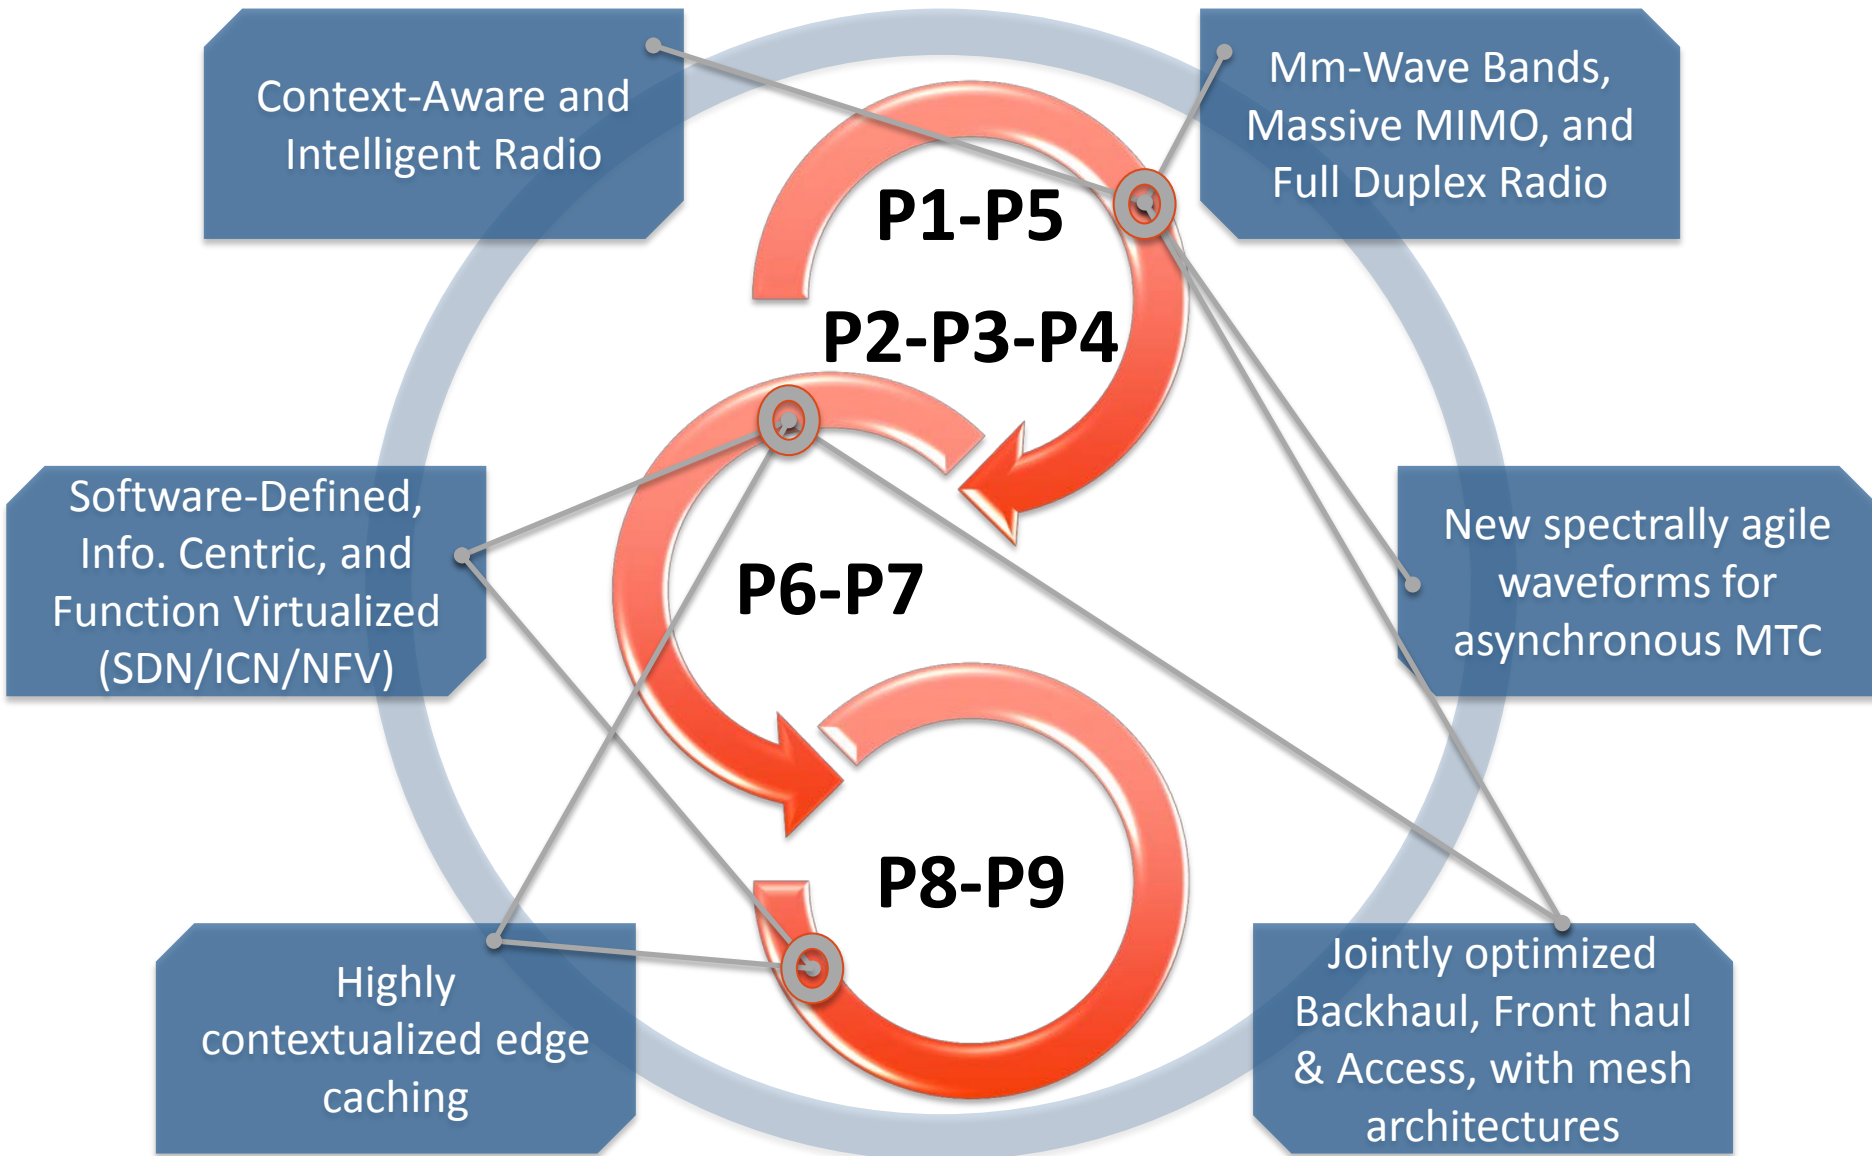 Context-Aware and
Intelligent Radio
Mm-Wave Bands,
Massive MIMO, and
Full Duplex Radio
P1-P5
P2-P3-P4
Software-Defined,
Info. Centric, and
Function Virtualized
(SDN/ICN/NFV)
P6-P7
New spectrally agile
waveforms for
asynchronous MTC
P8-P9
Highly
contextualized edge
caching
Jointly optimized
Backhaul, Front haul
& Access, with mesh
architectures